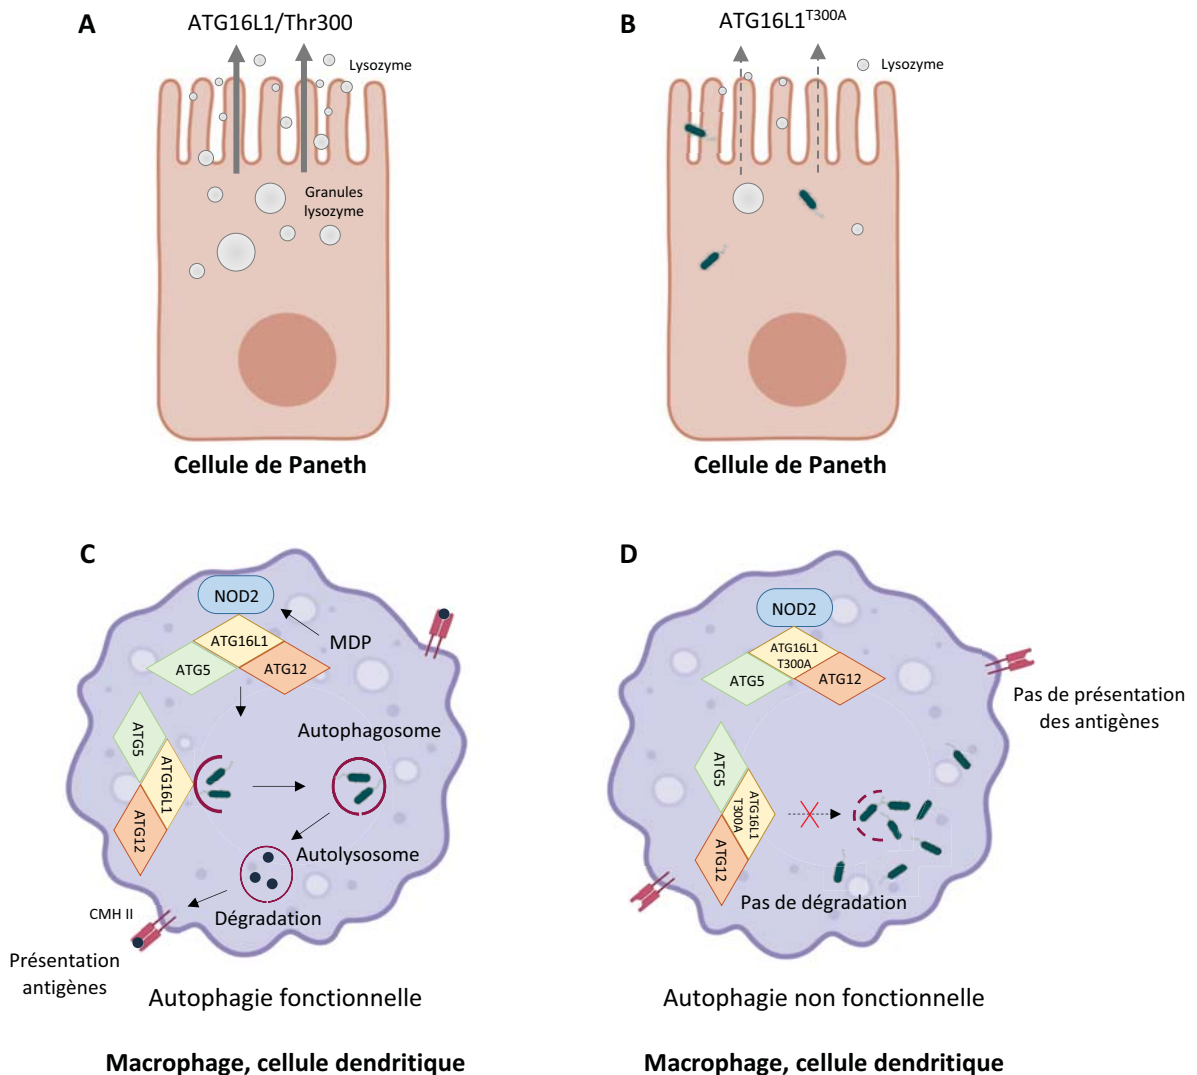 A
ATG16L1/Thr300
Lysozyme
Granules
lysozyme
Cellule de Paneth
B
ATG16L1T300A
Lysozyme
Cellule de Paneth
C
NOD2
ATG16L1
MDP
ATG5
ATG12
ATG5
ATG16L1
ATG12
Autophagosome
Autolysosome
Dégradation
CMH II
Présentation
antigènes
Autophagie fonctionnelle
Macrophage, cellule dendritique
D
NOD2
ATG16L1
T300A
ATG5
ATG12
Pas de présentation
des antigènes
ATG5
ATG16L1
T300A
ATG12
Pas de dégradation
Autophagie non fonctionnelle
Macrophage, cellule dendritique